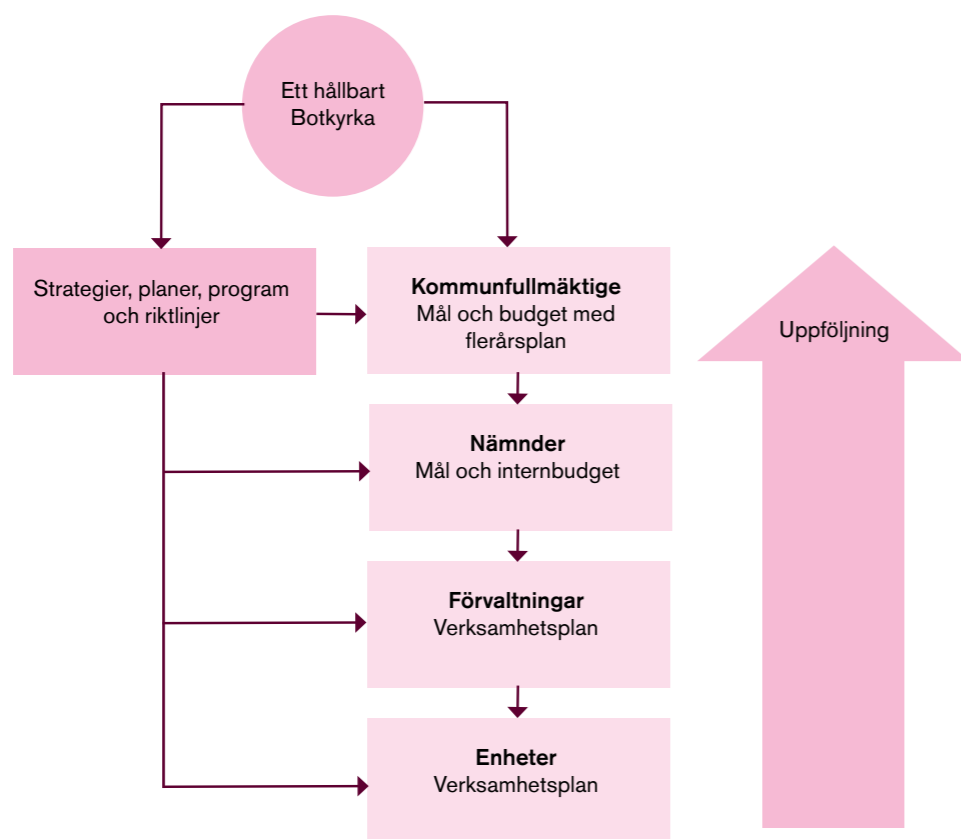 Ett hållbart
Botkyrka
Strategier, planer, program
och riktlinjer
Kommunfullmäktige
Mål och budget med
flerårsplan
Uppföljning
Nämnder
Mål och internbudget
Förvaltningar
Verksamhetsplan
Enheter
Verksamhetsplan